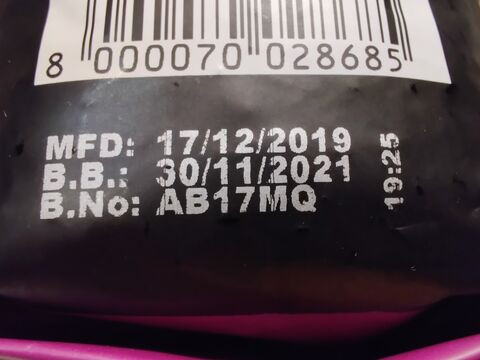 8 000070 028685
MFD: 17/12/2019
B.B.: 30/11/2021
B.No: AB17MQ
19:25